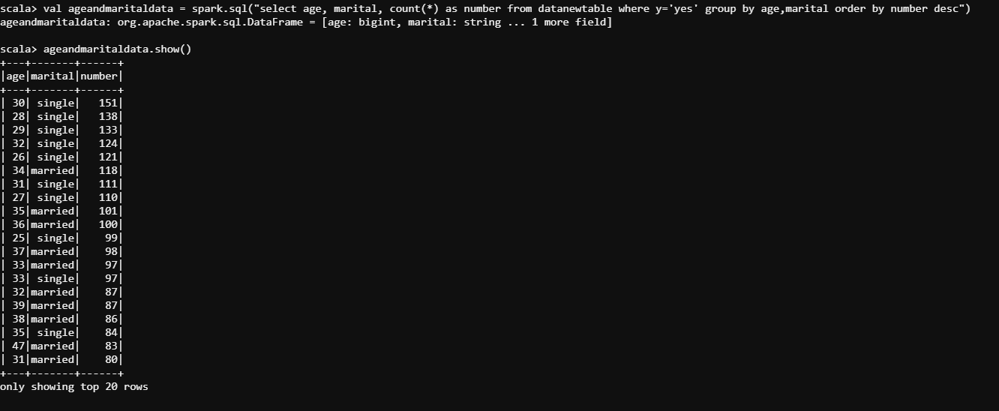 scala> val ageandmaritaldata = spark.sql("select age, marital, count(*) as number from datanewtable where y='yes' group by age,marital order by number desc")
ageandmaritaldata: org.apache.spark.sql.DataFrame = [age: bigint, marital: string ... 1 more field]
scala> ageandmaritaldata.show()
+---+-------+------+
|age|marital|number|
+---+-------+------+
| 30| single|   151|
| 28| single|   138|
| 29| single|   133|
| 32| single|   124|
| 26| single|   121|
| 34|married|   118|
| 31| single|   111|
| 27| single|   110|
| 35|married|   101|
| 36|married|   100|
| 25| single|    99|
| 37|married|    98|
| 33|married|    97|
| 33| single|    97|
| 32|married|    87|
| 39|married|    87|
| 38|married|    86|
| 35| single|    84|
| 47|married|    83|
| 31|married|    80|
+---+-------+------+
only showing top 20 rows